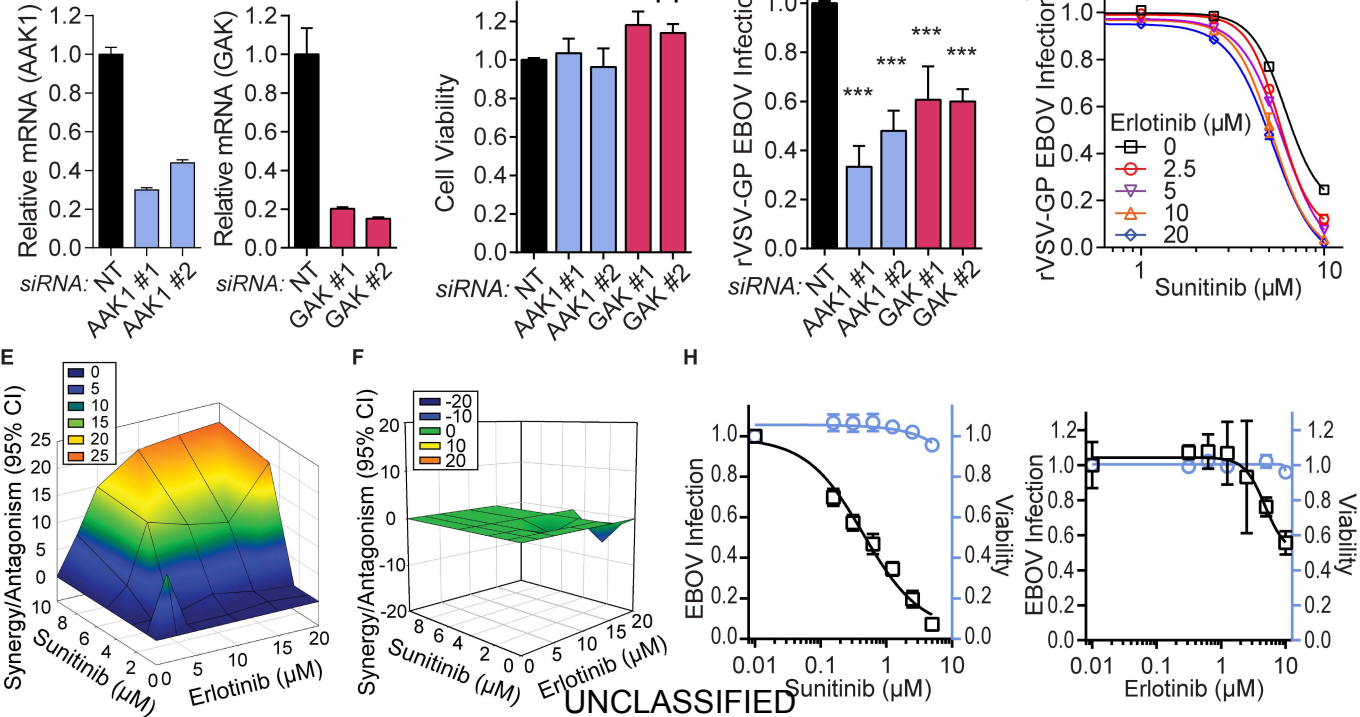 Relative mRNA (AAK1)
1.2
1.0
0.8
0.6
0.4
0.2
0.0
siRNA:
NT
AAK1 #1
AAK1 #2
Relative mRNA (GAK)
1.2
1.0
0.8
0.6
0.4
0.2
0.0
siRNA:
NT
GAK #1
GAK #2
Cell Viability
1.2
1.0
0.8
0.6
0.4
0.2
0.0
siRNA:
NT
AAK1 #1
AAK1 #2
GAK #1
GAK #2
rVSV-GP EBOV Infection
1.0
0.8
0.6
0.4
0.2
0.0
***
***
***
***
siRNA:
NT
AAK1 #1
AAK1 #2
GAK #1
GAK #2
rVSV-GP EBOV Infection
1.0
0.8
0.6
0.4
0.2
0.0
Erlotinib (µM)
0
2.5
5
10
20
1
10
Sunitinib (µM)
E
0
5
10
15
20
25
Synergy/Antagonism (95% CI)
25
20
15
10
5
0
10
8
6
4
2
0
Sunitinib (µM)
0
5
10
15
20
Erlotinib (µM)
F
-20
-10
0
10
20
Synergy/Antagonism (95% CI)
20
10
0
-10
-20
8
6
4
2
0
Sunitinib (µM)
0
5
10
15
20
Erlotinib (µM)
H
EBOV Infection
1.0
0.8
0.6
0.4
0.2
0.0
Viability
1.0
0.8
0.6
0.4
0.2
0.0
0.01
0.1
1
10
Sunitinib (µM)
EBOV Infection
1.2
1.0
0.8
0.6
0.4
0.2
0.0
Viability
1.2
1.0
0.8
0.6
0.4
0.2
0.0
0.01
0.1
1
10
Erlotinib (µM)
UNCLASSIFIED